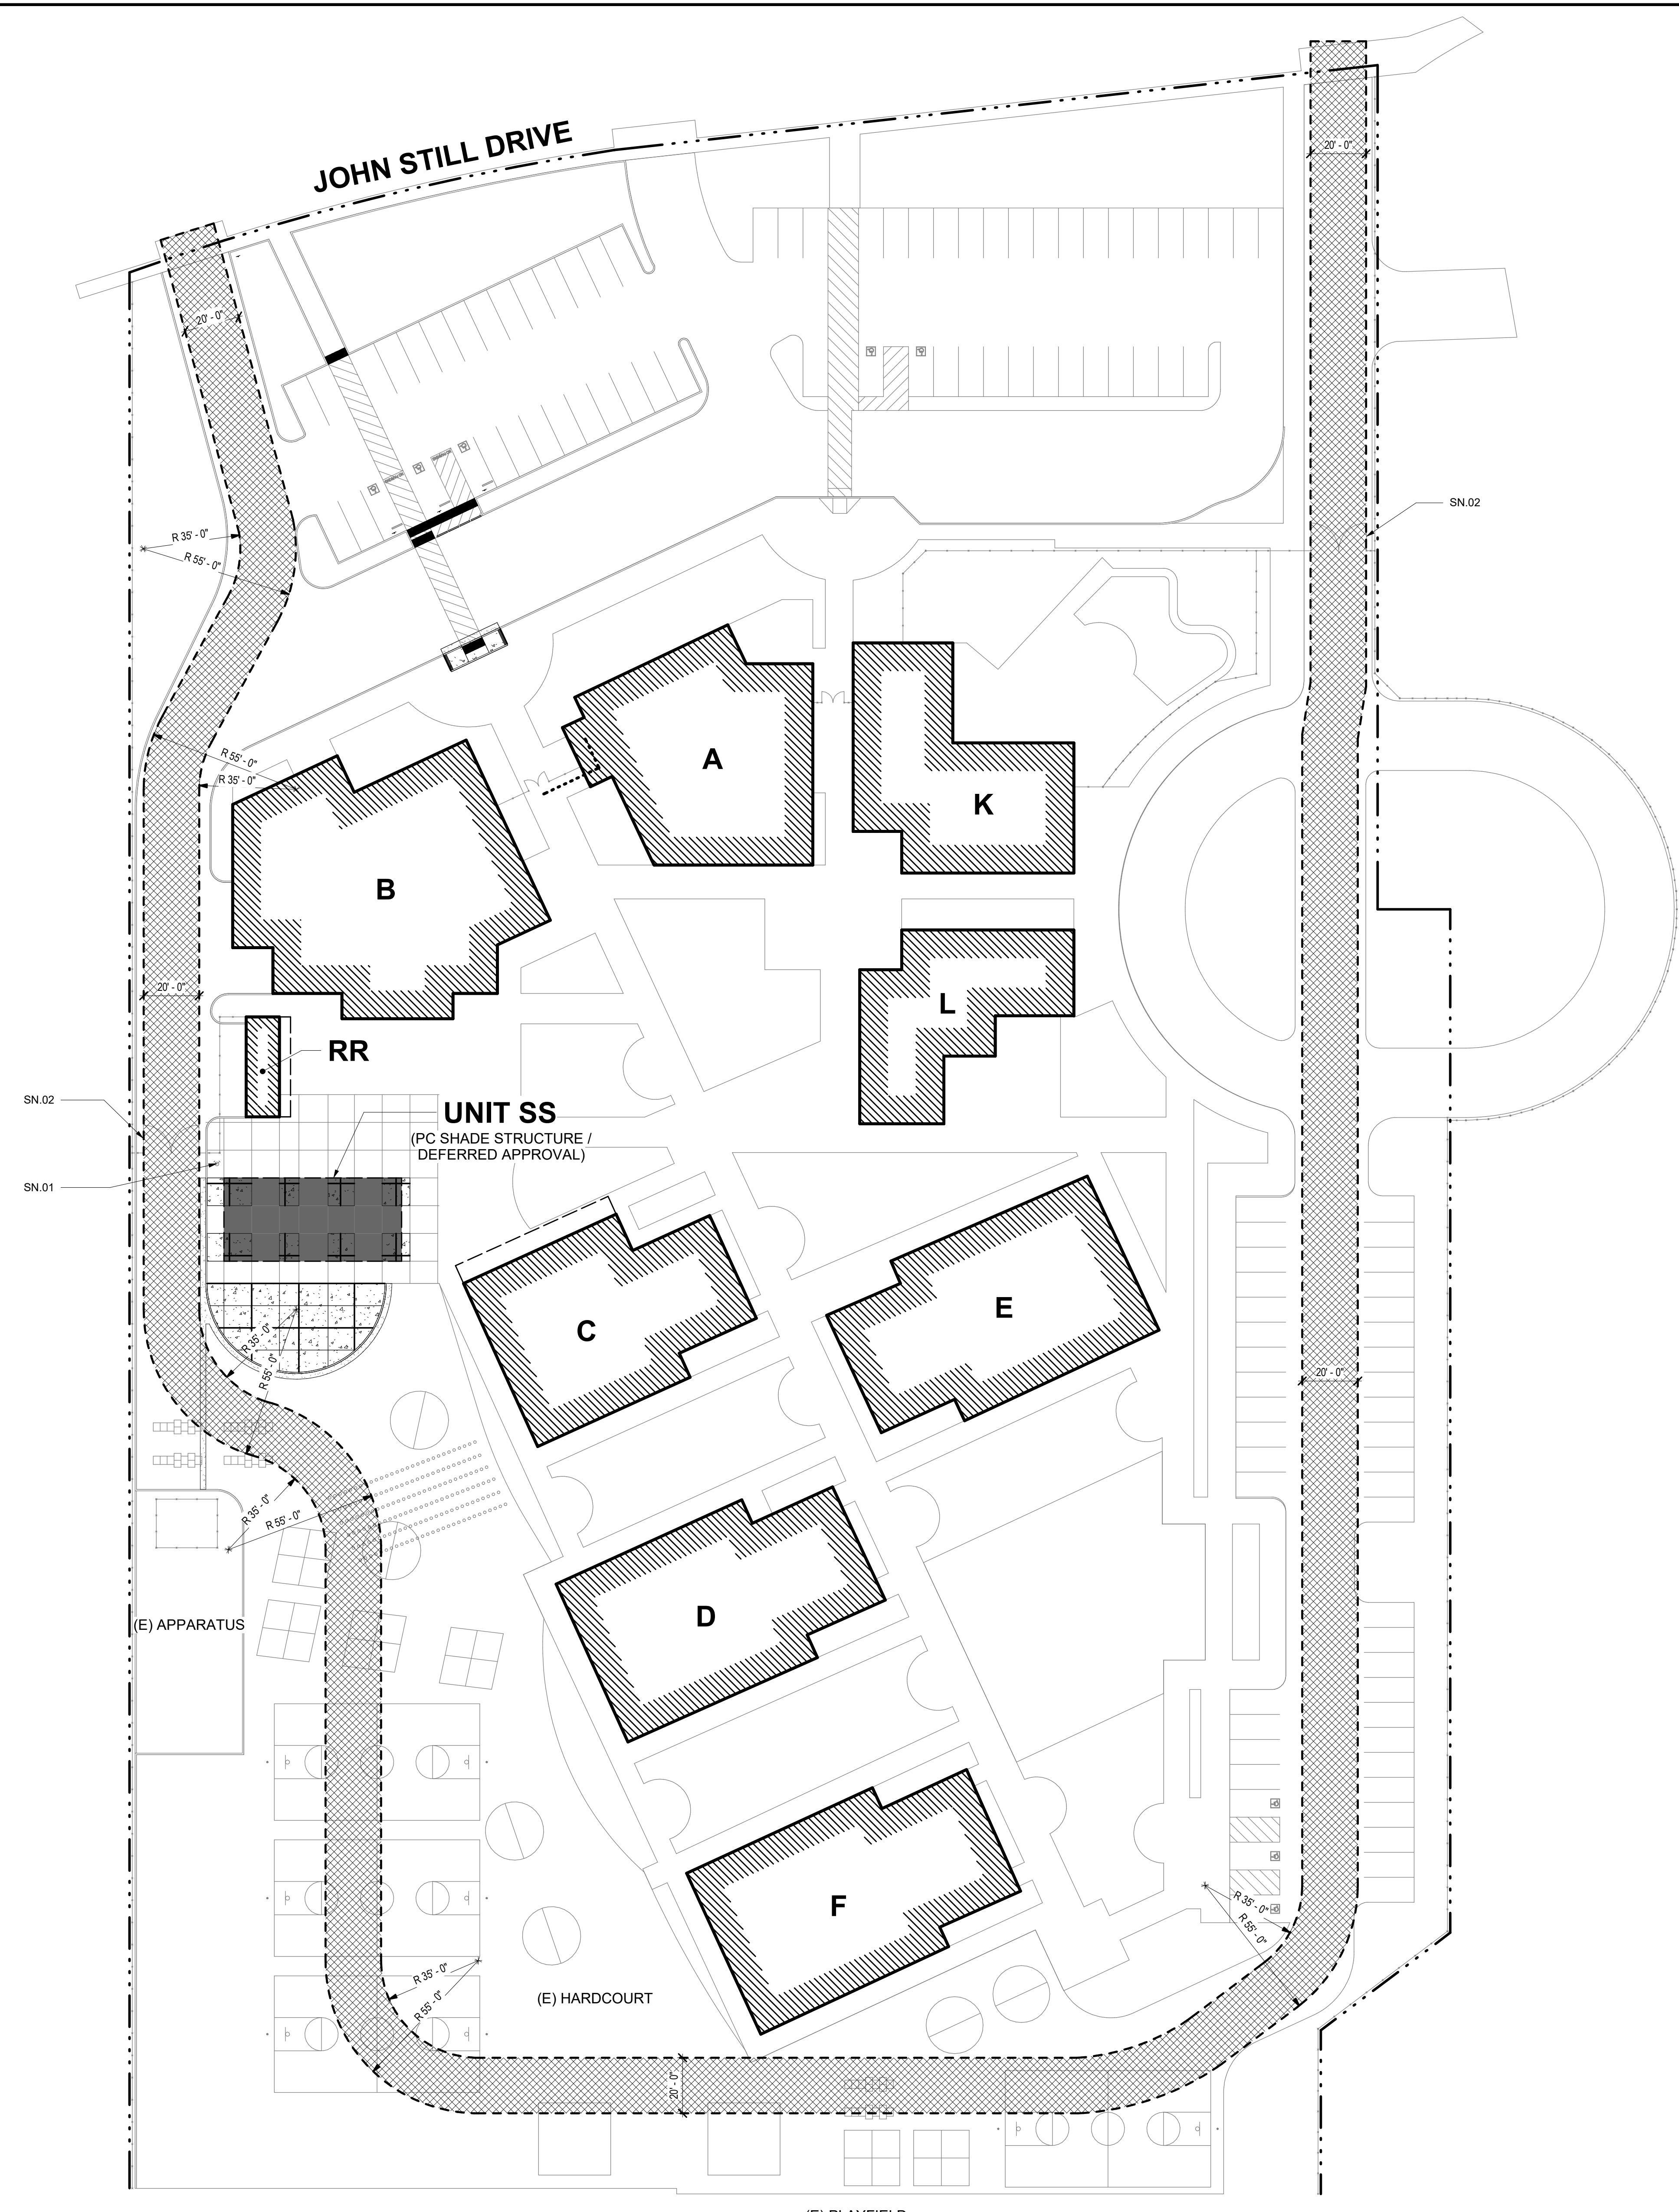 JOHN STILL DRIVE
20' - 0"
20' - 0"
SN.02
R 35' - 0"
R 55' - 0"
R 55' - 0"
R 35' - 0"
A
K
B
20' - 0"
L
RR
SN.02
UNIT SS
(PC SHADE STRUCTURE /
DEFERRED APPROVAL)
SN.01
C
E
R 35' - 0"
R 55' - 0"
20' - 0"
R 35' - 0"
R 55' - 0"
(E) APPARATUS
D
F
R 35' - 0"
R 55' - 0"
R 35' - 0"
R 55' - 0"
(E) HARDCOURT
20' - 0"
(E) PLAYFIELD